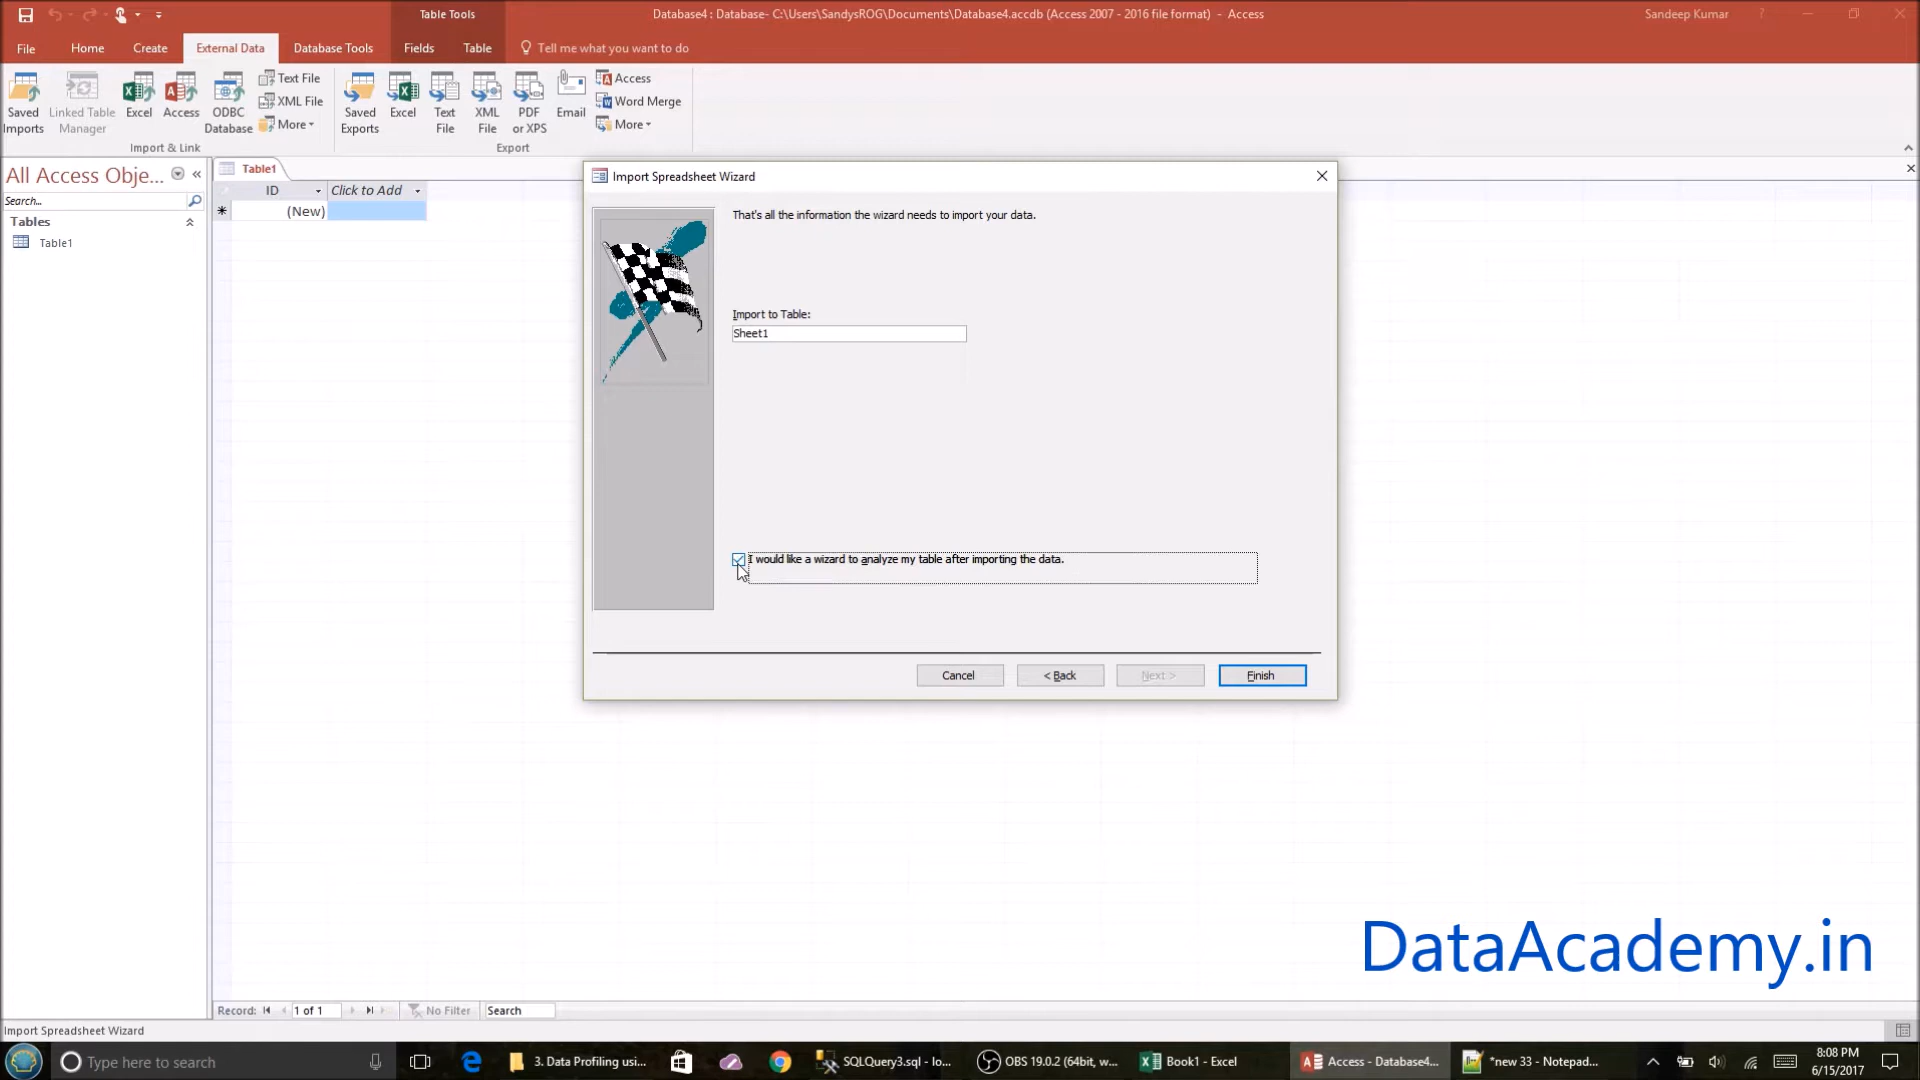 Table Tools
Database4 : Database- C:\Users\SandysROG\Documents\Database4.accdb (Access 2007 - 2016 file format) - Access
Sandeep Kumar
?
File
Home
Create
External Data
Database Tools
Fields
Table
Tell me what you want to do
Saved Imports
Linked Table Manager
Excel
Access
ODBC Database
Text File
XML File
More
Import & Link
Saved Exports
Excel
Text File
XML File
PDF or XPS
Email
Access
Word Merge
More
Export
All Access Obje...
Search...
Tables
Table1
Table1
ID
Click to Add
(New)
Import Spreadsheet Wizard
That's all the information the wizard needs to import your data.
Import to Table:
Sheet1
I would like a wizard to analyze my table after importing the data.
Cancel
< Back
Next >
Finish
DataAcademy.in
Record:
1 of 1
No Filter
Search
Import Spreadsheet Wizard
Type here to search
3. Data Profiling usi...
SQLQuery3.sql - lo...
OBS 19.0.2 (64bit, w...
Book1 - Excel
Access - Database4...
*new 33 - Notepad...
8:08 PM
6/15/2017